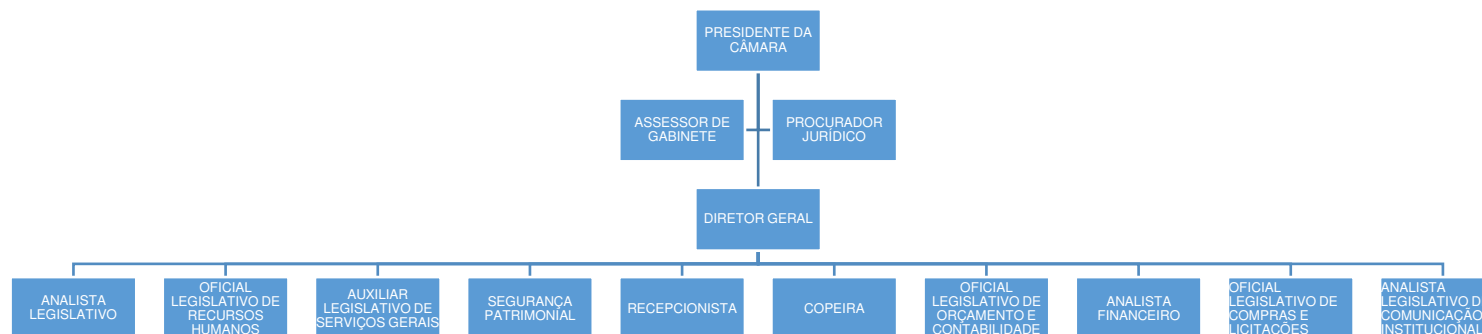 PRESIDENTE DA
CÂMARA
ASSESSOR DE
GABINETE
PROCURADOR
JURÍDICO
DIRETOR GERAL
ANALISTA
LEGISLATIVO
OFICIAL
LEGISLATIVO DE
RECURSOS
HUMANOS
AUXILIAR
LEGISLATIVO DE
SERVIÇOS GERAIS
SEGURANÇA
PATRIMONIAL
RECEPCIONISTA
COPEIRA
OFICIAL
LEGISLATIVO DE
ORÇAMENTO E
CONTABILIDADE
ANALISTA
FINANCEIRO
OFICIAL
LEGISLATIVO DE
COMPRAS E
LICITAÇÕES
ANALISTA
LEGISLATIVO D
COMUNICAÇÃO
INSTITUCIONAL